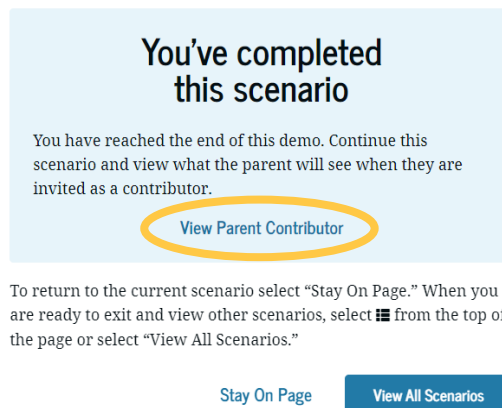 You’ve completed
this scenario
You have reached the end of this demo. Continue this
scenario and view what the parent will see when they are
invited as a contributor.
View Parent Contributor
To return to the current scenario select “Stay On Page.” When you
are ready to exit and view other scenarios, select from the top of
the page or select “View All Scenarios.”
Stay On Page View All Scenarios